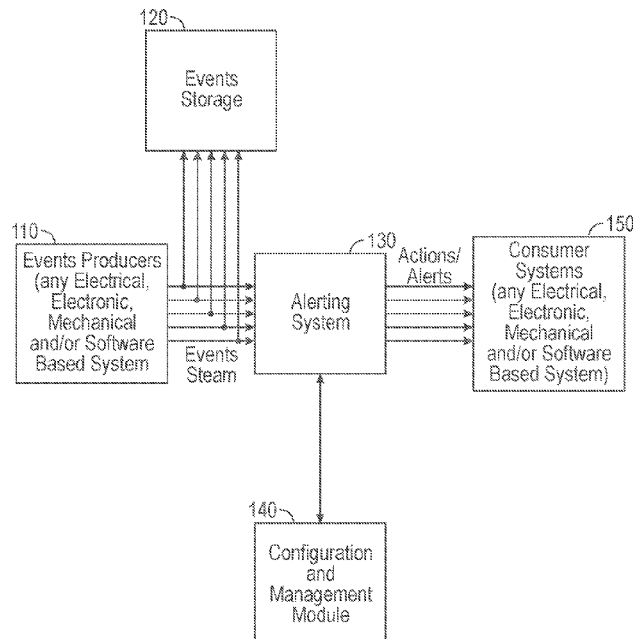 120
Events
Storage
110
Events Producers
(any Electrical,
Electronic,
Mechanical
and/or Software
Based System
Events
Steam
130
Alerting
System
Actions/
Alerts
150
Consumer
Systems
(any Electrical,
Electronic,
Mechanical
and/or Software
Based System)
140
Configuration
and
Management
Module